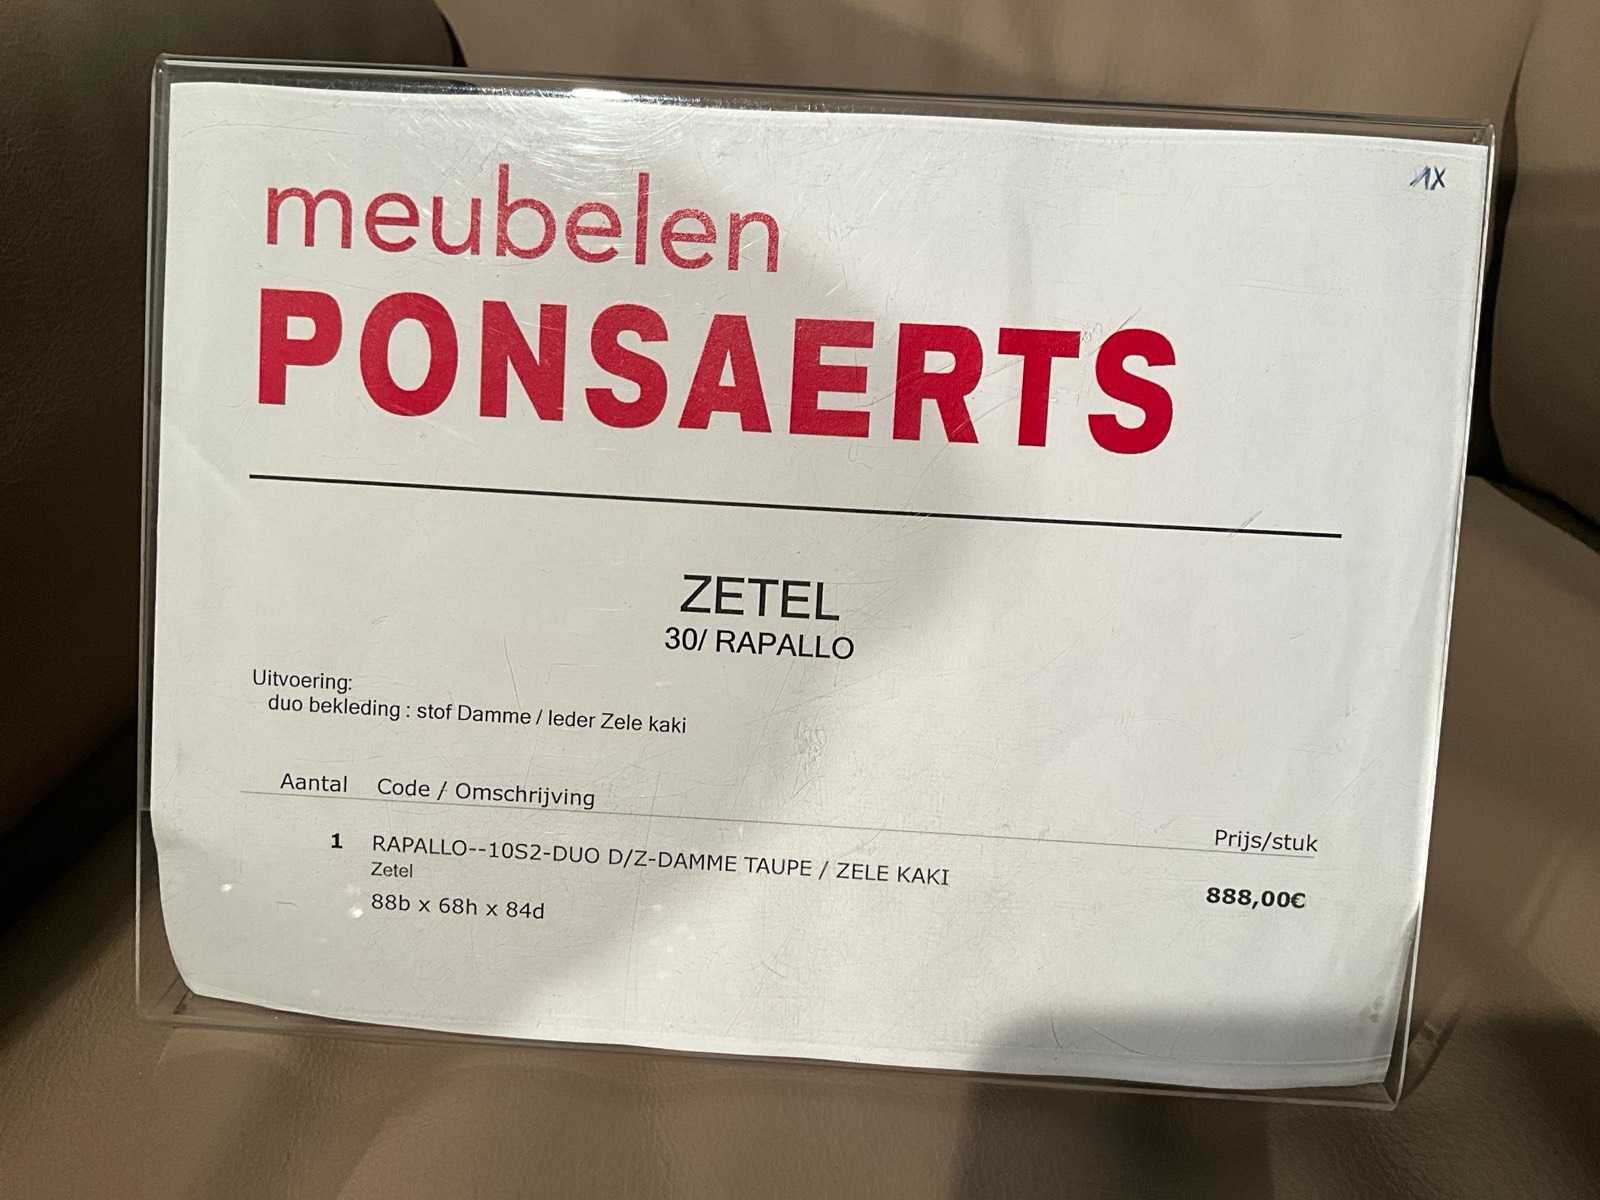 1X
meubelen
PONSAERTS
ZETEL
30/ RAPALLO
Uitvoering:
duo bekleding : stof Damme / leder Zele kaki
Aantal Code / Omschrijving Prijs/stuk
1 RAPALLO--10S2-DUO D/Z-DAMME TAUPE / ZELE KAKI 888,00€
Zetel
88b x 68h x 84d